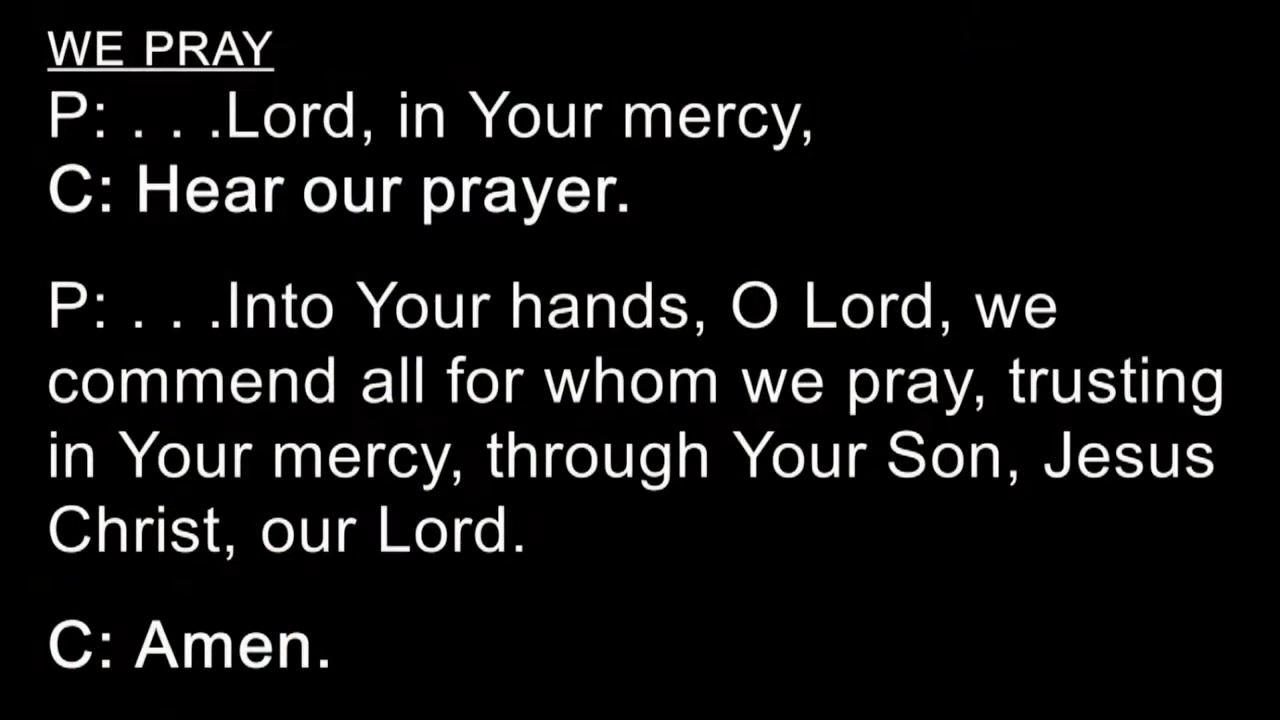 WE PRAY
P: . . .Lord, in Your mercy,
C: Hear our prayer.
P: . . .Into Your hands, O Lord, we
commend all for whom we pray, trusting
in Your mercy, through Your Son, Jesus
Christ, our Lord.
C: Amen.